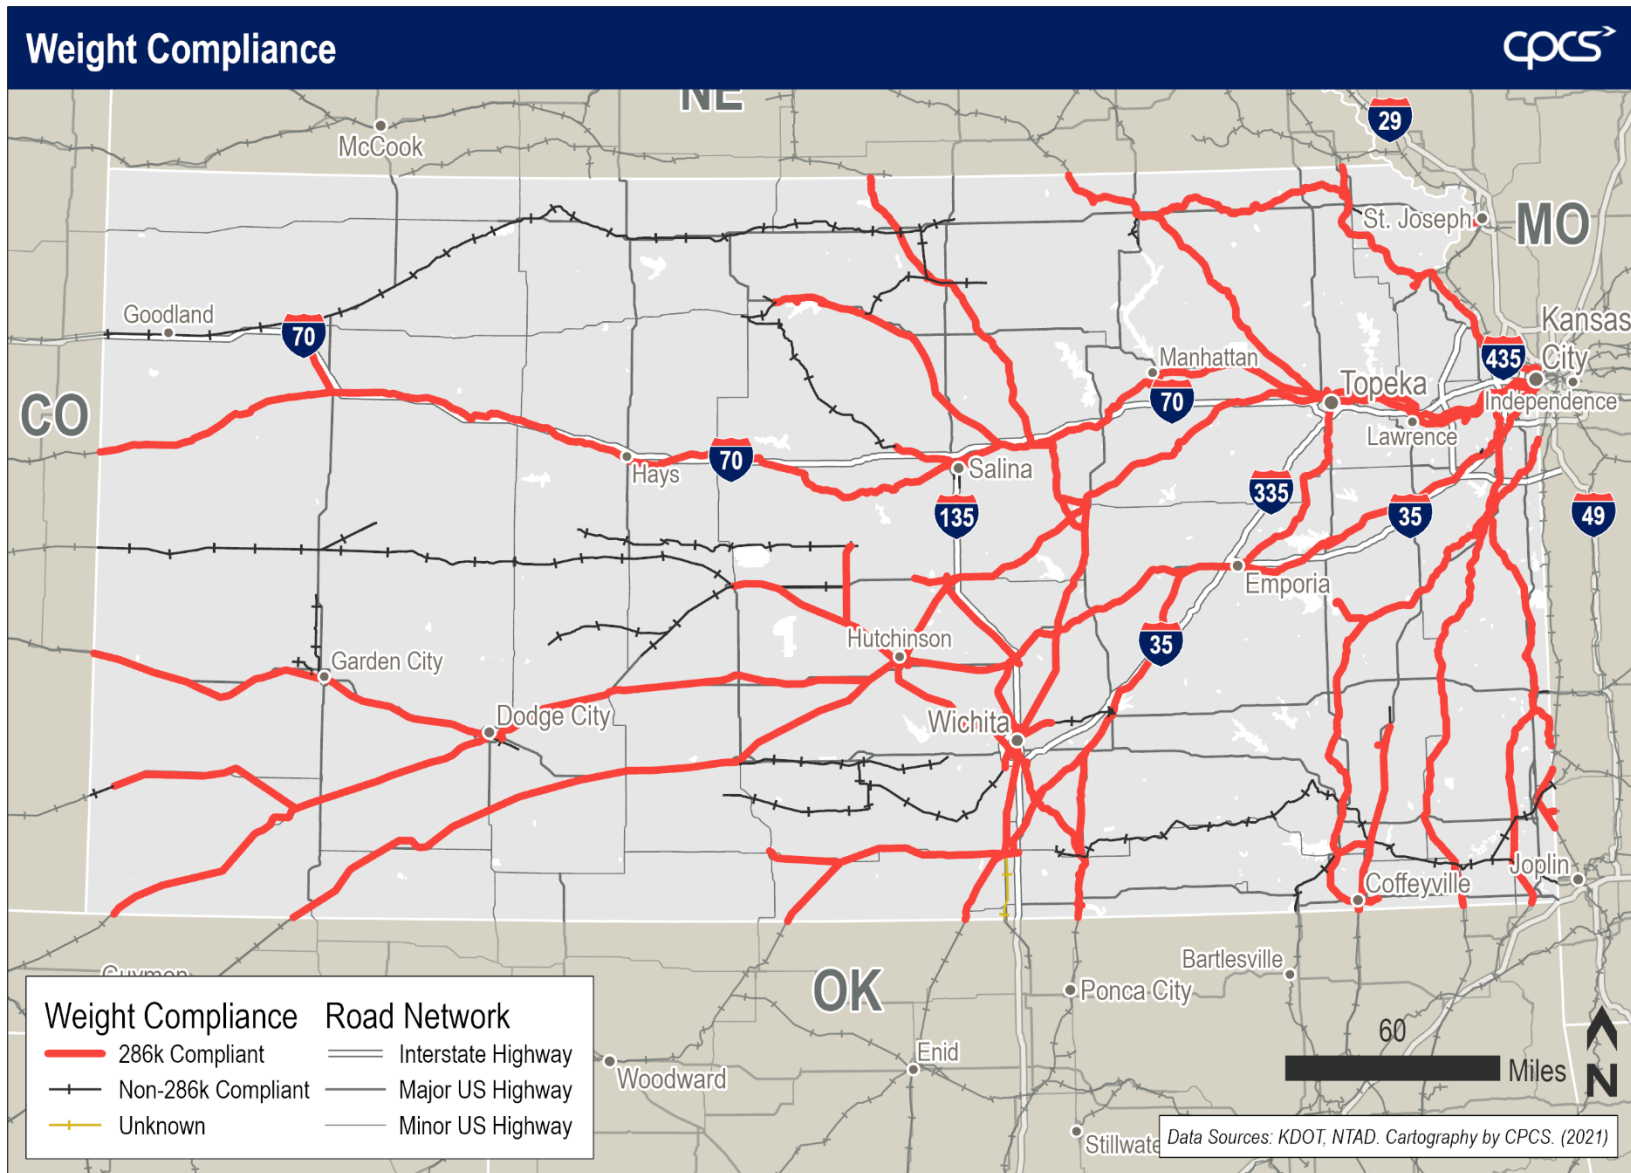 Weight Compliance
cpcs
NE
29
McCook
St. Joseph
MO
Goodland
70
Kansas
City
435
Manhattan
Topeka
70
Independence
CO
Lawrence
Hays
70
Salina
335
135
35
49
Emporia
Hutchinson
35
Garden City
Dodge City
Wichita
Joplin
Coffeyville
Guymon
Bartlesville
OK
Ponca City
Weight Compliance
Road Network
286k Compliant
Interstate Highway
Non-286k Compliant
Major US Highway
Unknown
Minor US Highway
Woodward
Enid
60
Miles
N
Stillwate
Data Sources: KDOT, NTAD. Cartography by CPCS. (2021)